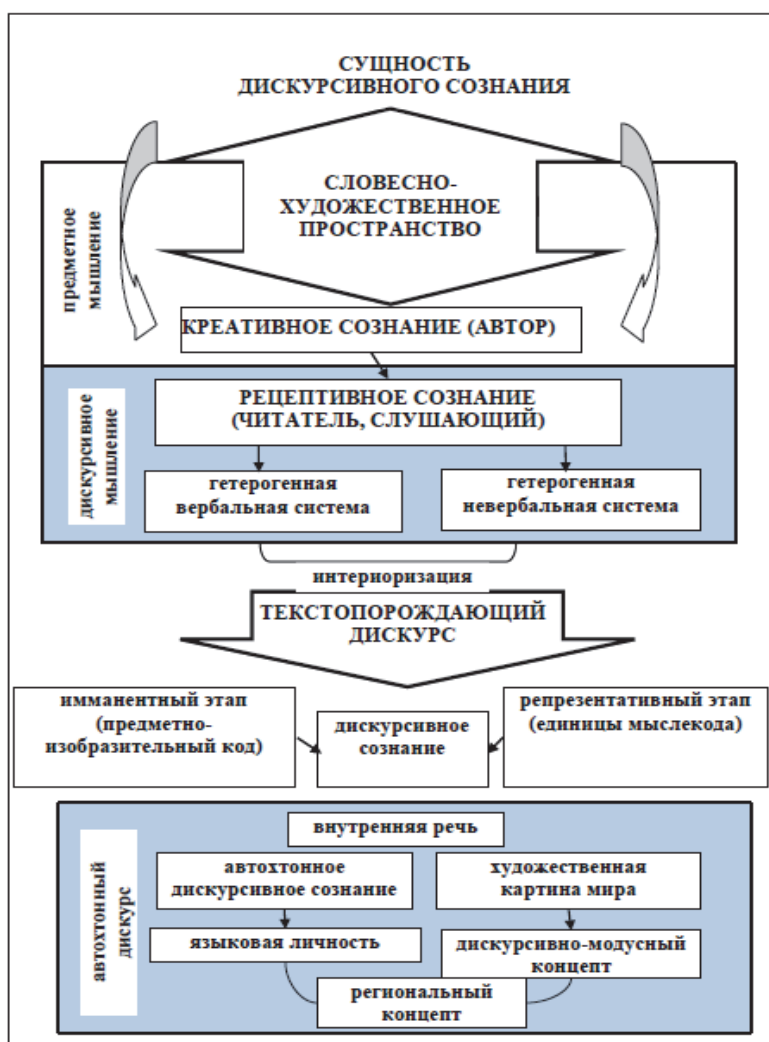 СУЩНОСТЬ
ДИСКУРСИВНОГО СОЗНАНИЯ
предметное
мышление
СЛОВЕСНО-
ХУДОЖЕСТВЕННОЕ
ПРОСТРАНСТВО
КРЕАТИВНОЕ СОЗНАНИЕ (АВТОР)
дискурсивное
мышление
РЕЦЕПТИВНОЕ СОЗНАНИЕ
(ЧИТАТЕЛЬ, СЛУШАЮЩИЙ)
гетерогенная
вербальная система
гетерогенная
невербальная система
интериоризация
ТЕКСТОПОРОЖДАЮЩИЙ
ДИСКУРС
имманентный этап
(предметно-
изобразительный код)
дискурсивное
сознание
репрезентативный этап
(единицы мыслекода)
автохтонный
дискурс
внутренняя речь
автохтонное
дискурсивное сознание
художественная
картина мира
языковая личность
дискурсивно-модусный
концепт
региональный
концепт